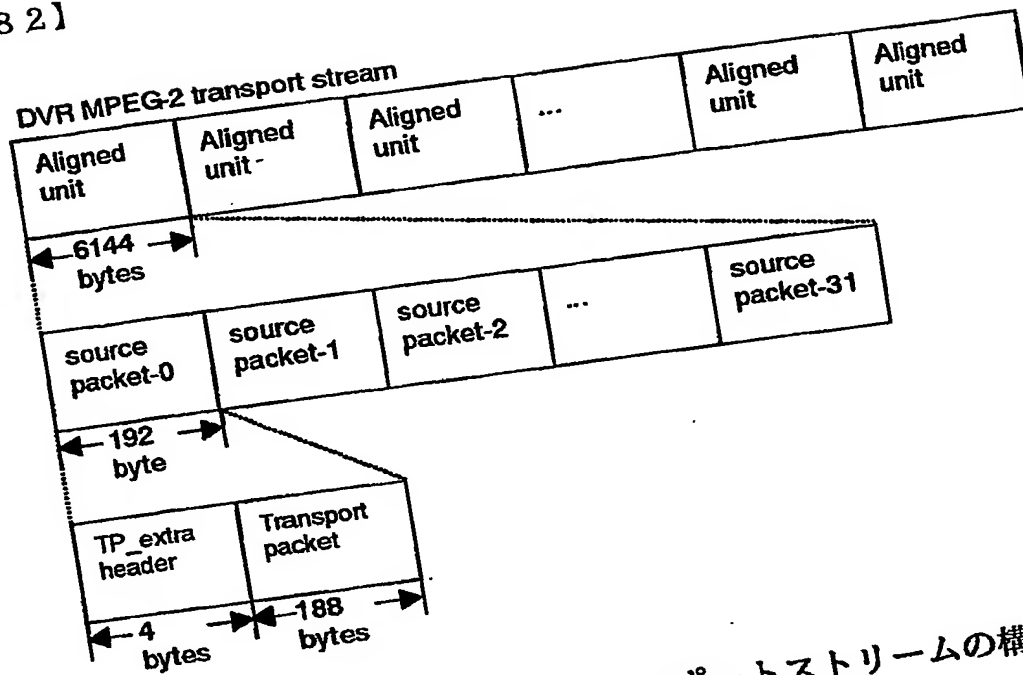 ８２】
DVR MPEG-2 transport stream
Aligned unit
Aligned unit
Aligned unit
...
Aligned unit
Aligned unit
6144 bytes
source packet-0
source packet-1
source packet-2
...
source packet-31
192 byte
TP_extra header
Transport packet
4 bytes
188 bytes
ートストリームの構